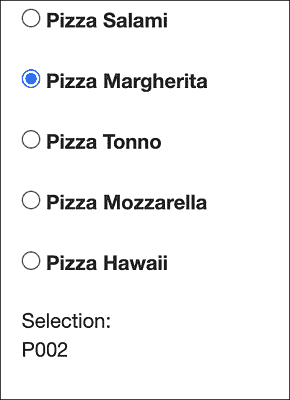 Pizza Salami
Pizza Margherita
Pizza Tonno
Pizza Mozzarella
Pizza Hawaii
Selection:
P002